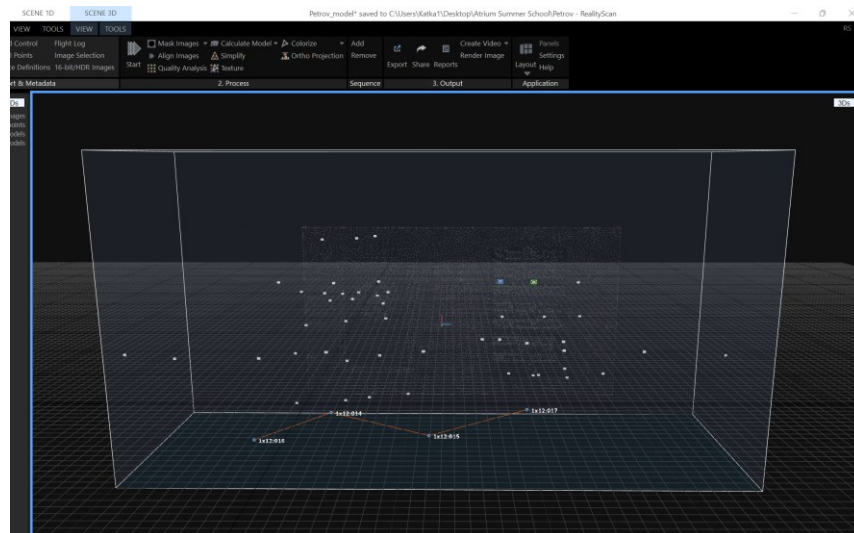 SCENE 1D SCENE 3D Petrov_model* saved to C:\Users\Katka1\Desktop\Atrium Summer School\Petrov - RealityScan
VIEW TOOLS VIEW TOOLS RS
Control Flight Log Mask Images Calculate Model Colorize Add Create Video Panels
Points Image Selection Start Align Images Simplify Ortho Projection Remove Export Share Reports Render Image Layout Settings
Definitions 16-bit/HDR Images Quality Analysis Texture Help
& Metadata 2. Process Sequence 3. Output Application
3Ds
1x12:014
1x12:017
1x12:015
1x12:016